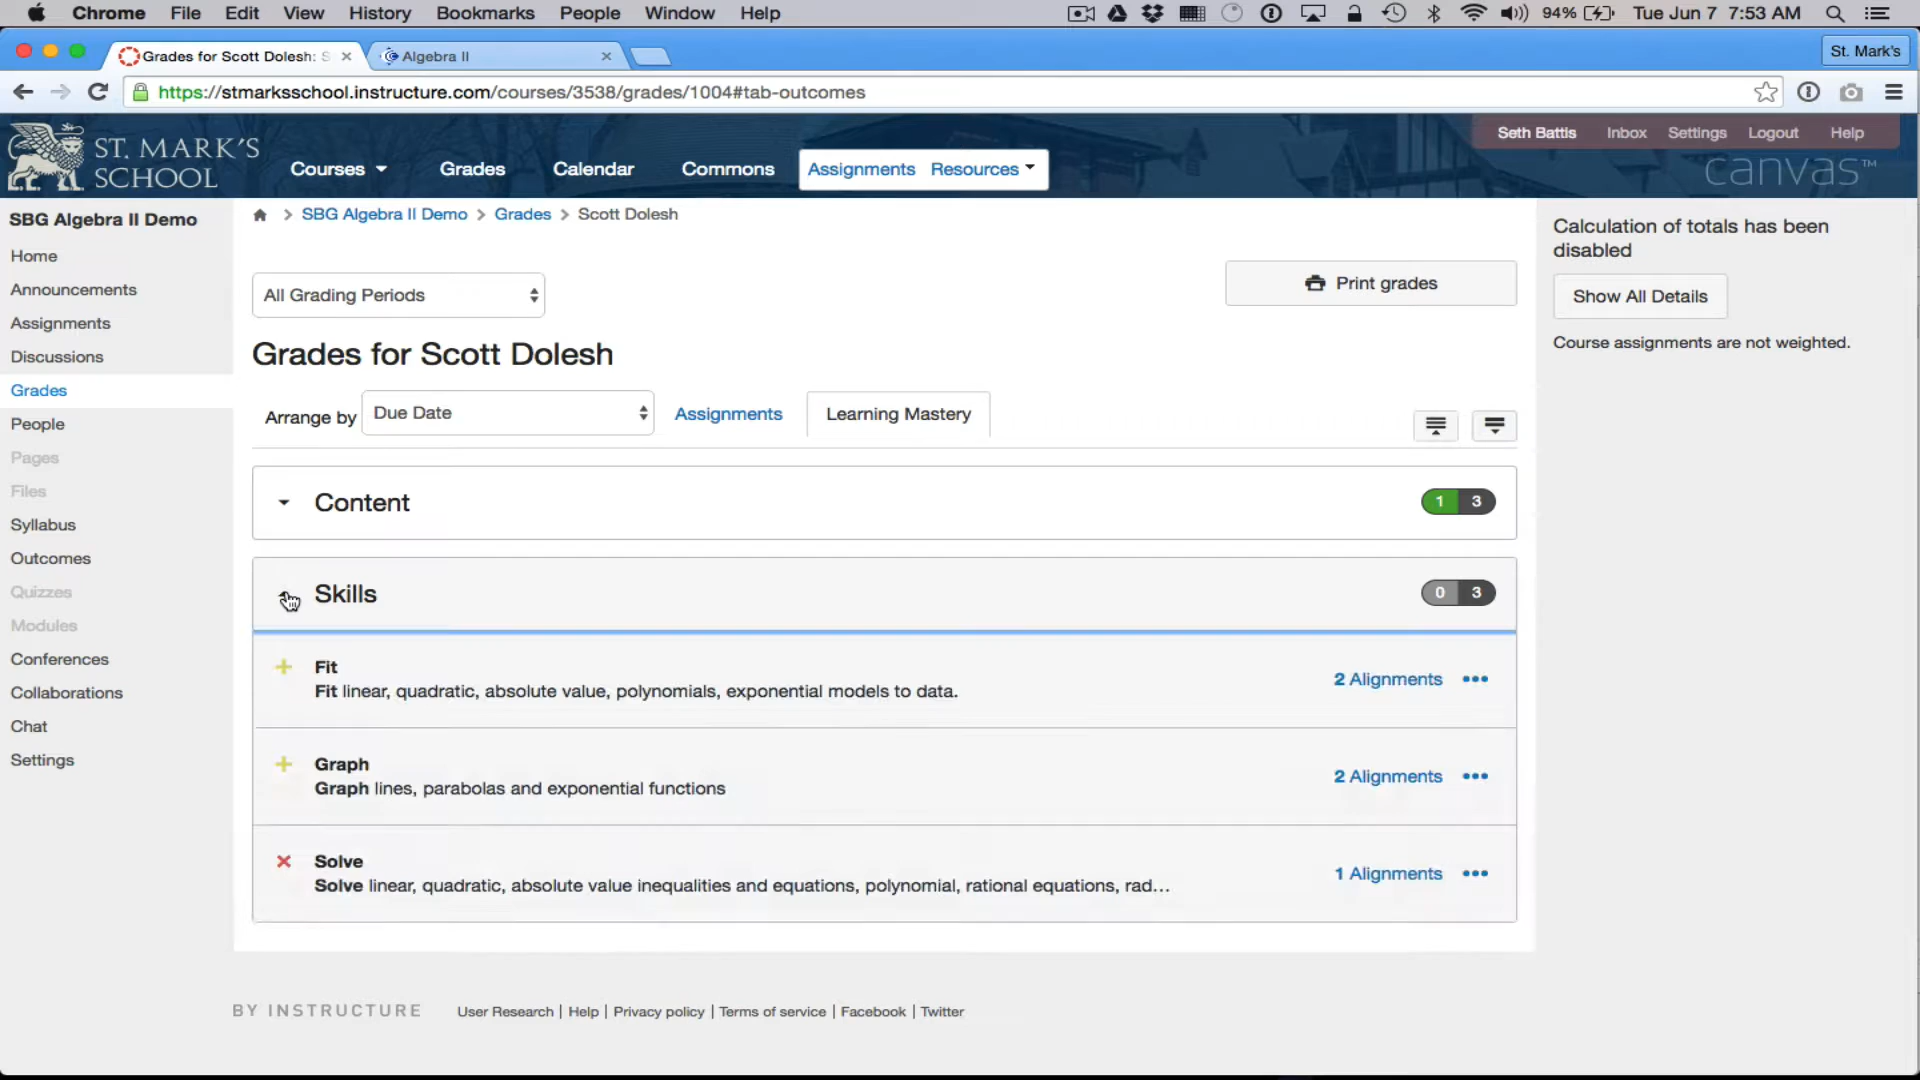 Chrome File Edit View History Bookmarks People Window Help 94% Tue Jun 7 7:53 AM
Grades for Scott Dolesh: S Algebra II St. Mark's
https://stmarksschool.instructure.com/courses/3538/grades/1004#tab-outcomes
Seth Battis Inbox Settings Logout Help
ST. MARK'S
SCHOOL
Courses Grades Calendar Commons Assignments Resources
canvas™
SBG Algebra II Demo
Home
Announcements
Assignments
Discussions
Grades
People
Pages
Files
Syllabus
Outcomes
Quizzes
Modules
Conferences
Collaborations
Chat
Settings
> SBG Algebra II Demo > Grades > Scott Dolesh
All Grading Periods
Print grades
Grades for Scott Dolesh
Arrange by Due Date Assignments Learning Mastery
Content 1 3
Skills 0 3
Fit
Fit linear, quadratic, absolute value, polynomials, exponential models to data.
2 Alignments
Graph
Graph lines, parabolas and exponential functions
2 Alignments
Solve
Solve linear, quadratic, absolute value inequalities and equations, polynomial, rational equations, rad...
1 Alignments
Calculation of totals has been
disabled
Show All Details
Course assignments are not weighted.
BY INSTRUCTURE User Research | Help | Privacy policy | Terms of service | Facebook | Twitter